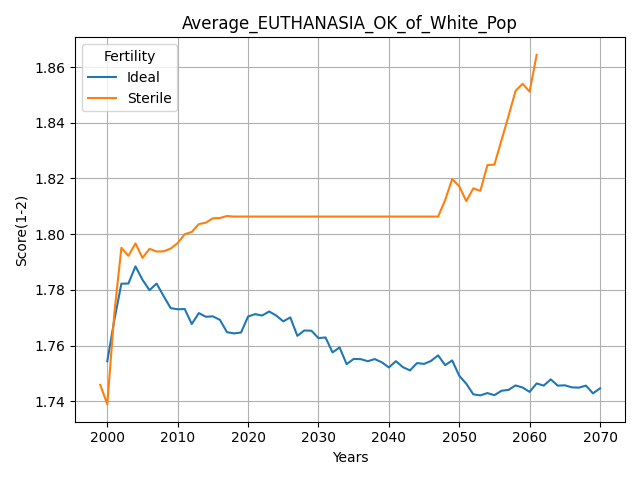 Average_EUTHANASIA_OK_of_White_Pop
Fertility
Ideal
Sterile
1.86
1.84
1.82
1.80
1.78
1.76
1.74
Score(1-2)
2000 2010 2020 2030 2040 2050 2060 2070
Years